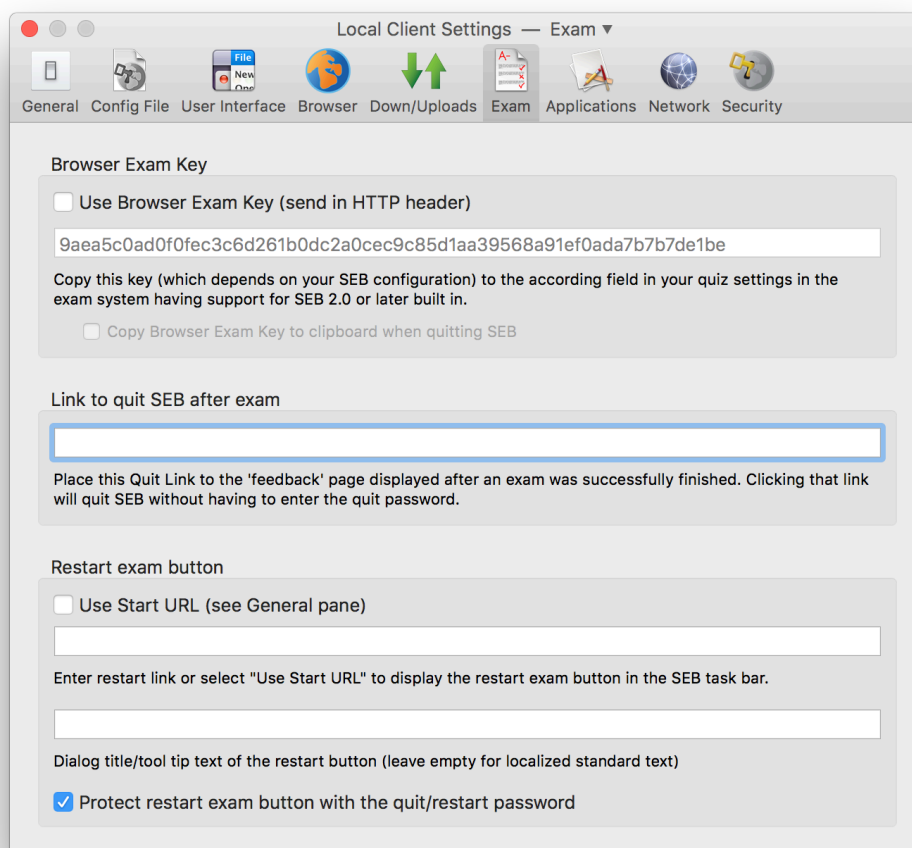 Local Client Settings — Exam ▾
File
New
General Config File User Interface Browser Down/Uploads Exam Applications Network Security
Browser Exam Key
Use Browser Exam Key (send in HTTP header)
9aea5c0ad0f0fec3c6d261b0dc2a0cec9c85d1aa39568a91ef0ada7b7b7de1be
Copy this key (which depends on your SEB configuration) to the according field in your quiz settings in the
exam system having support for SEB 2.0 or later built in.
Copy Browser Exam Key to clipboard when quitting SEB
Link to quit SEB after exam
Place this Quit Link to the 'feedback' page displayed after an exam was successfully finished. Clicking that link
will quit SEB without having to enter the quit password.
Restart exam button
Use Start URL (see General pane)
Enter restart link or select "Use Start URL" to display the restart exam button in the SEB task bar.
Dialog title/tool tip text of the restart button (leave empty for localized standard text)
Protect restart exam button with the quit/restart password